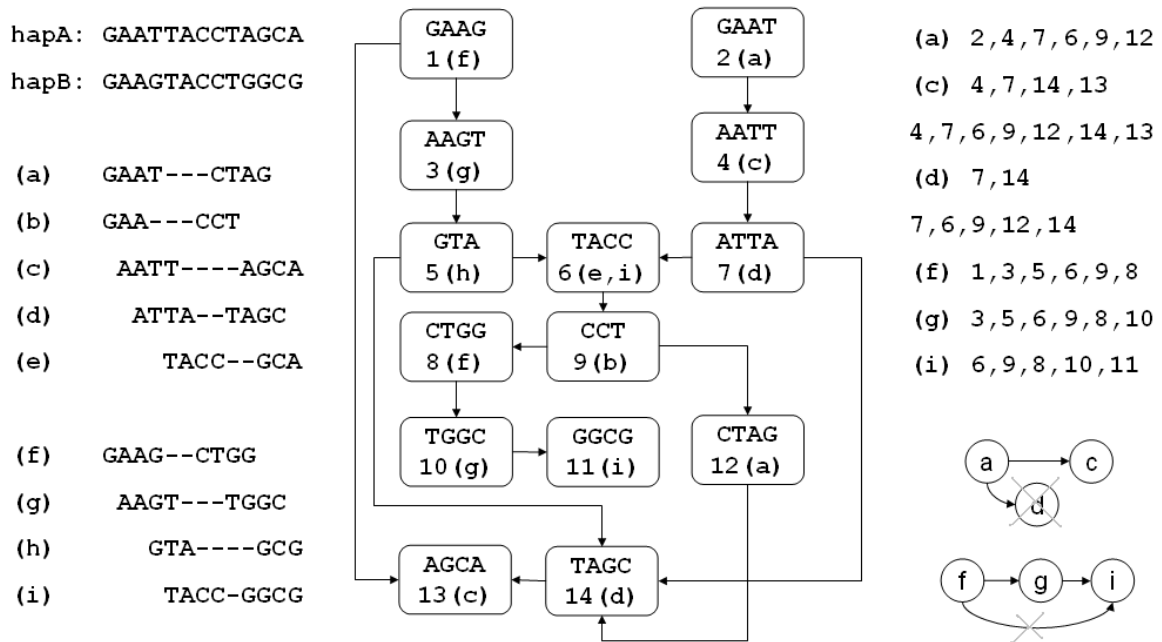 hapA: GAATTACCTAGCA
hapB: GAAGTACCTGGCG
(a) GAAT---CTAG
(b) GAA---CCT
(c) AATT----AGCA
(d) ATTA--TAGC
(e) TACC--GCA
(f) GAAG--CTGG
(g) AAGT---TGGC
(h) GTA----GCG
(i) TACC-GGCG
GAAG
1(f)
GAAT
2(a)
AAGT
3(g)
AATT
4(c)
GTA
5(h)
TACC
6(e,i)
ATTA
7(d)
CTGG
8(f)
CCT
9(b)
TGGC
10(g)
GGCG
11(i)
CTAG
12(a)
AGCA
13(c)
TAGC
14(d)
(a) 2,4,7,6,9,12
(c) 4,7,14,13
4,7,6,9,12,14,13
(d) 7,14
7,6,9,12,14
(f) 1,3,5,6,9,8
(g) 3,5,6,9,8,10
(i) 6,9,8,10,11
a
c
d
f
g
i